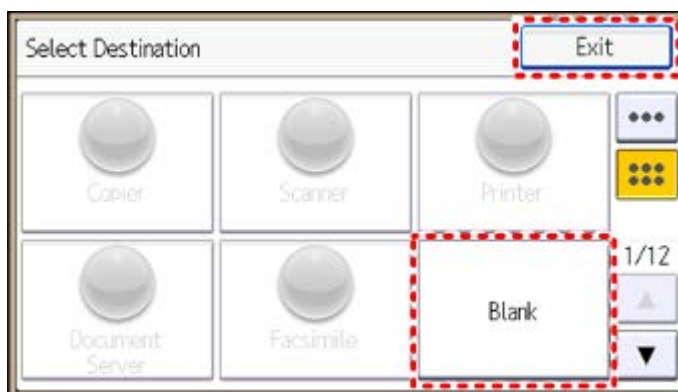 Select Destination
Exit
Copier
Scanner
Printer
1/12
Document
Server
Facsimile
Blank